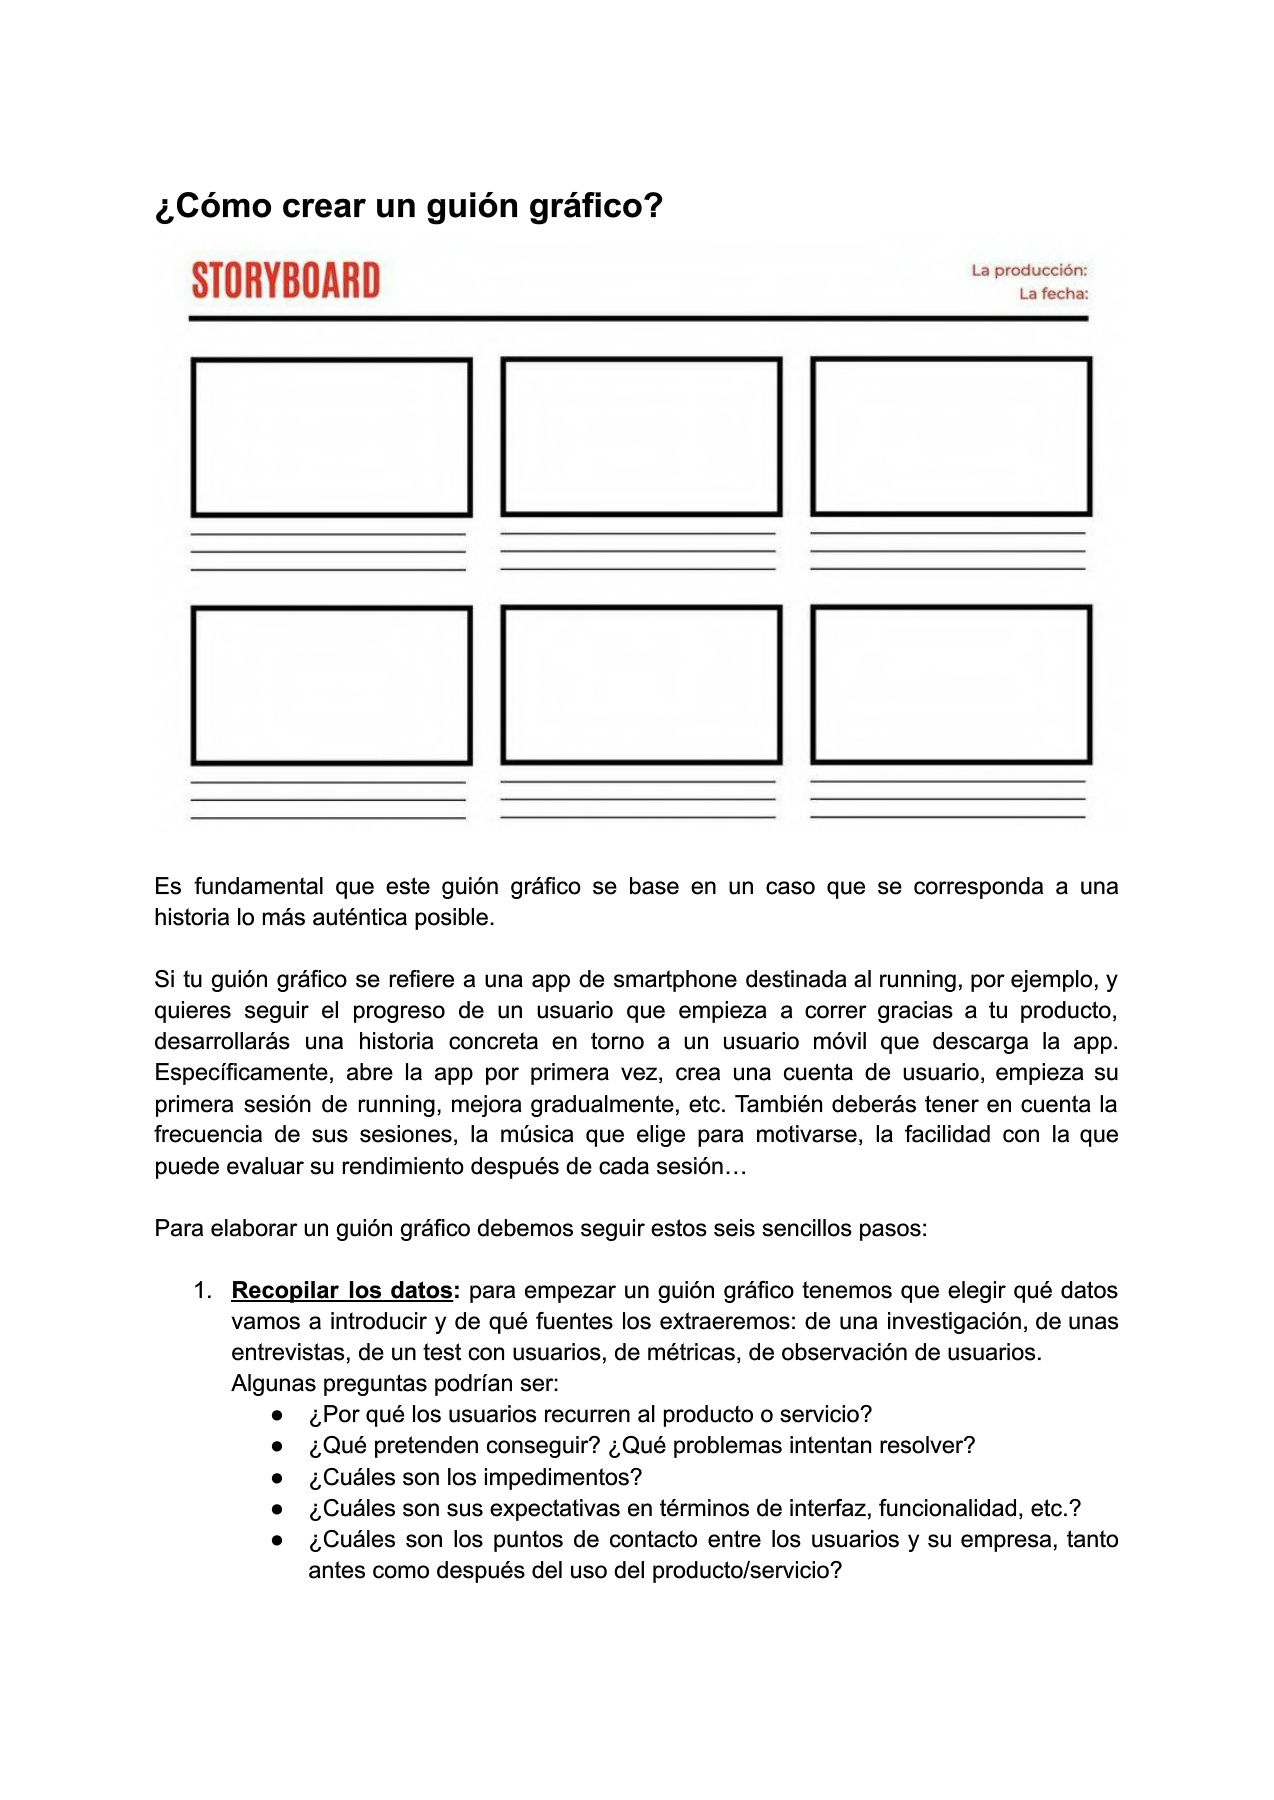 ¿Cómo crear un guión gráfico?
STORYBOARD
La producción:
La fecha:
Es fundamental que este guión gráfico se base en un caso que se corresponda a una
historia lo más auténtica posible.
Si tu guión gráfico se refiere a una app de smartphone destinada al running, por ejemplo, y
quieres seguir el progreso de un usuario que empieza a correr gracias a tu producto,
desarrollarás una historia concreta en torno a un usuario móvil que descarga la app.
Específicamente, abre la app por primera vez, crea una cuenta de usuario, empieza su
primera sesión de running, mejora gradualmente, etc. También deberás tener en cuenta la
frecuencia de sus sesiones, la música que elige para motivarse, la facilidad con la que
puede evaluar su rendimiento después de cada sesión…
Para elaborar un guión gráfico debemos seguir estos seis sencillos pasos:
1. Recopilar los datos: para empezar un guión gráfico tenemos que elegir qué datos
vamos a introducir y de qué fuentes los extraeremos: de una investigación, de unas
entrevistas, de un test con usuarios, de métricas, de observación de usuarios.
Algunas preguntas podrían ser:
● ¿Por qué los usuarios recurren al producto o servicio?
● ¿Qué pretenden conseguir? ¿Qué problemas intentan resolver?
● ¿Cuáles son los impedimentos?
● ¿Cuáles son sus expectativas en términos de interfaz, funcionalidad, etc.?
● ¿Cuáles son los puntos de contacto entre los usuarios y su empresa, tanto
antes como después del uso del producto/servicio?